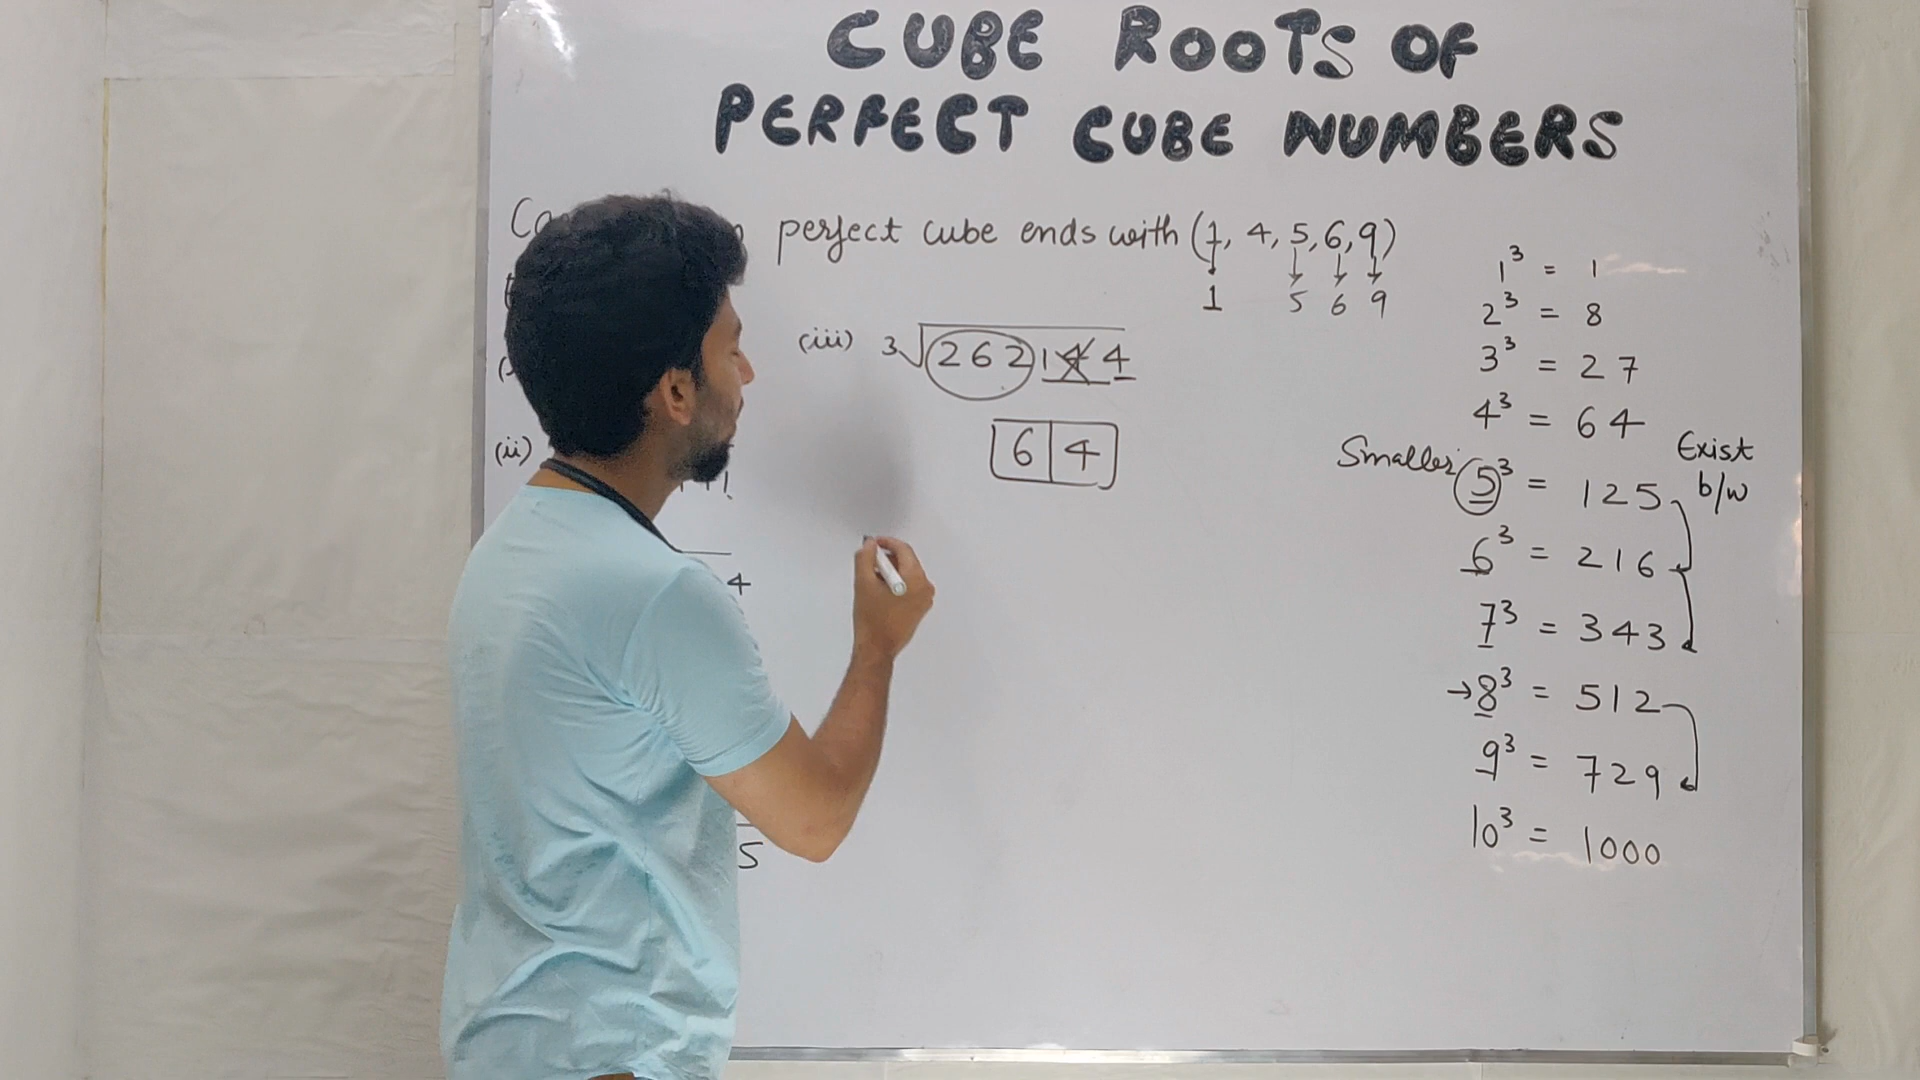 CUBE ROOTS OF
PERFECT CUBE NUMBERS
perfect cube ends with (1, 4, 5, 6, 9)
1 5 6 9
(iii) 3√262144
6 4
(ii)
4
5
1³ = 1
2³ = 8
3³ = 27
4³ = 64
Smaller 5³ = 125
Exist
b/w
6³ = 216
7³ = 343
→8³ = 512
9³ = 729
10³ = 1000